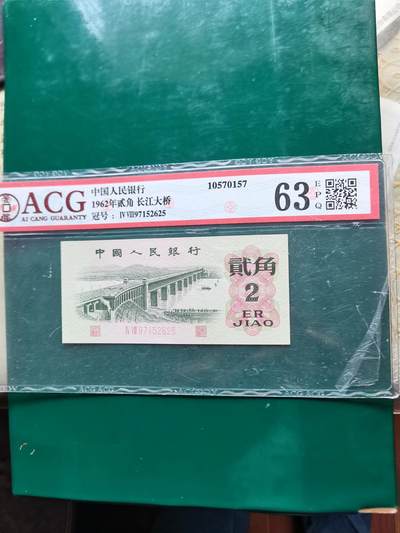 ACG
AI CANG GUARANTY
中国人民银行
1962年贰角 长江大桥
冠号：ⅣⅦ97152625
10570157
63
EPQ
中國人民銀行
貳角
2
ER
JIAO
ⅣⅦ97152625